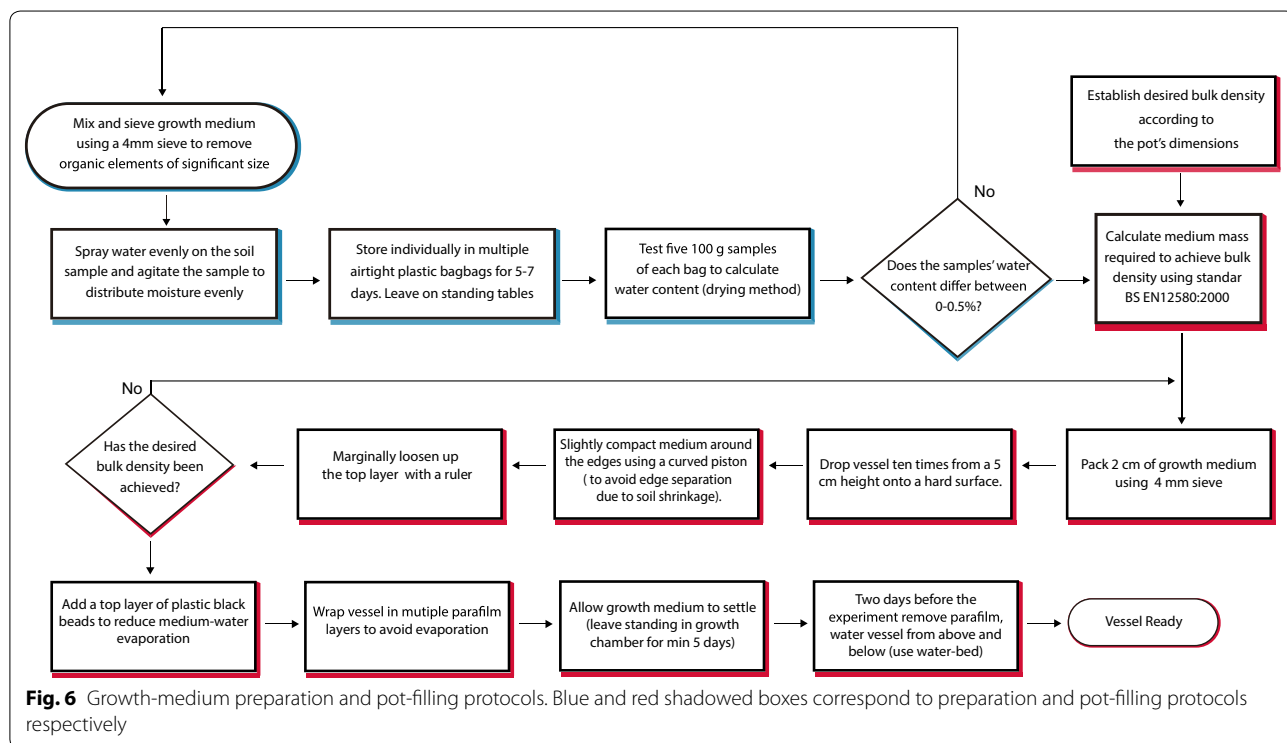 Mix and sieve growth medium
using a 4mm sieve to remove
organic elements of significant size
Establish desired bulk density
according to
the pot's dimensions
No
Spray water evenly on the soil
sample and agitate the sample to
distribute moisture evenly
Store individually in multiple
airtight plastic bagbags for 5-7
days. Leave on standing tables
Test five 100 g samples
of each bag to calculate
water content (drying method)
Does the samples' water
content differ between
0-0.5%?
Calculate medium mass
required to achieve bulk
density using standar
BS EN12580:2000
No
Has the desired
bulk density been
achieved?
Marginally loosen up
the top layer with a ruler
Slightly compact medium around
the edges using a curved piston
( to avoid edge separation
due to soil shrinkage).
Drop vessel ten times from a 5
cm height onto a hard surface.
Pack 2 cm of growth medium
using 4 mm sieve
Add a top layer of plastic black
beads to reduce medium-water
evaporation
Wrap vessel in mutiple parafilm
layers to avoid evaporation
Allow growth medium to settle
(leave standing in growth
chamber for min 5 days)
Two days before the
experiment remove parafilm,
water vessel from above and
below (use water-bed)
Vessel Ready
Fig. 6 Growth-medium preparation and pot-filling protocols. Blue and red shadowed boxes correspond to preparation and pot-filling protocols
respectively